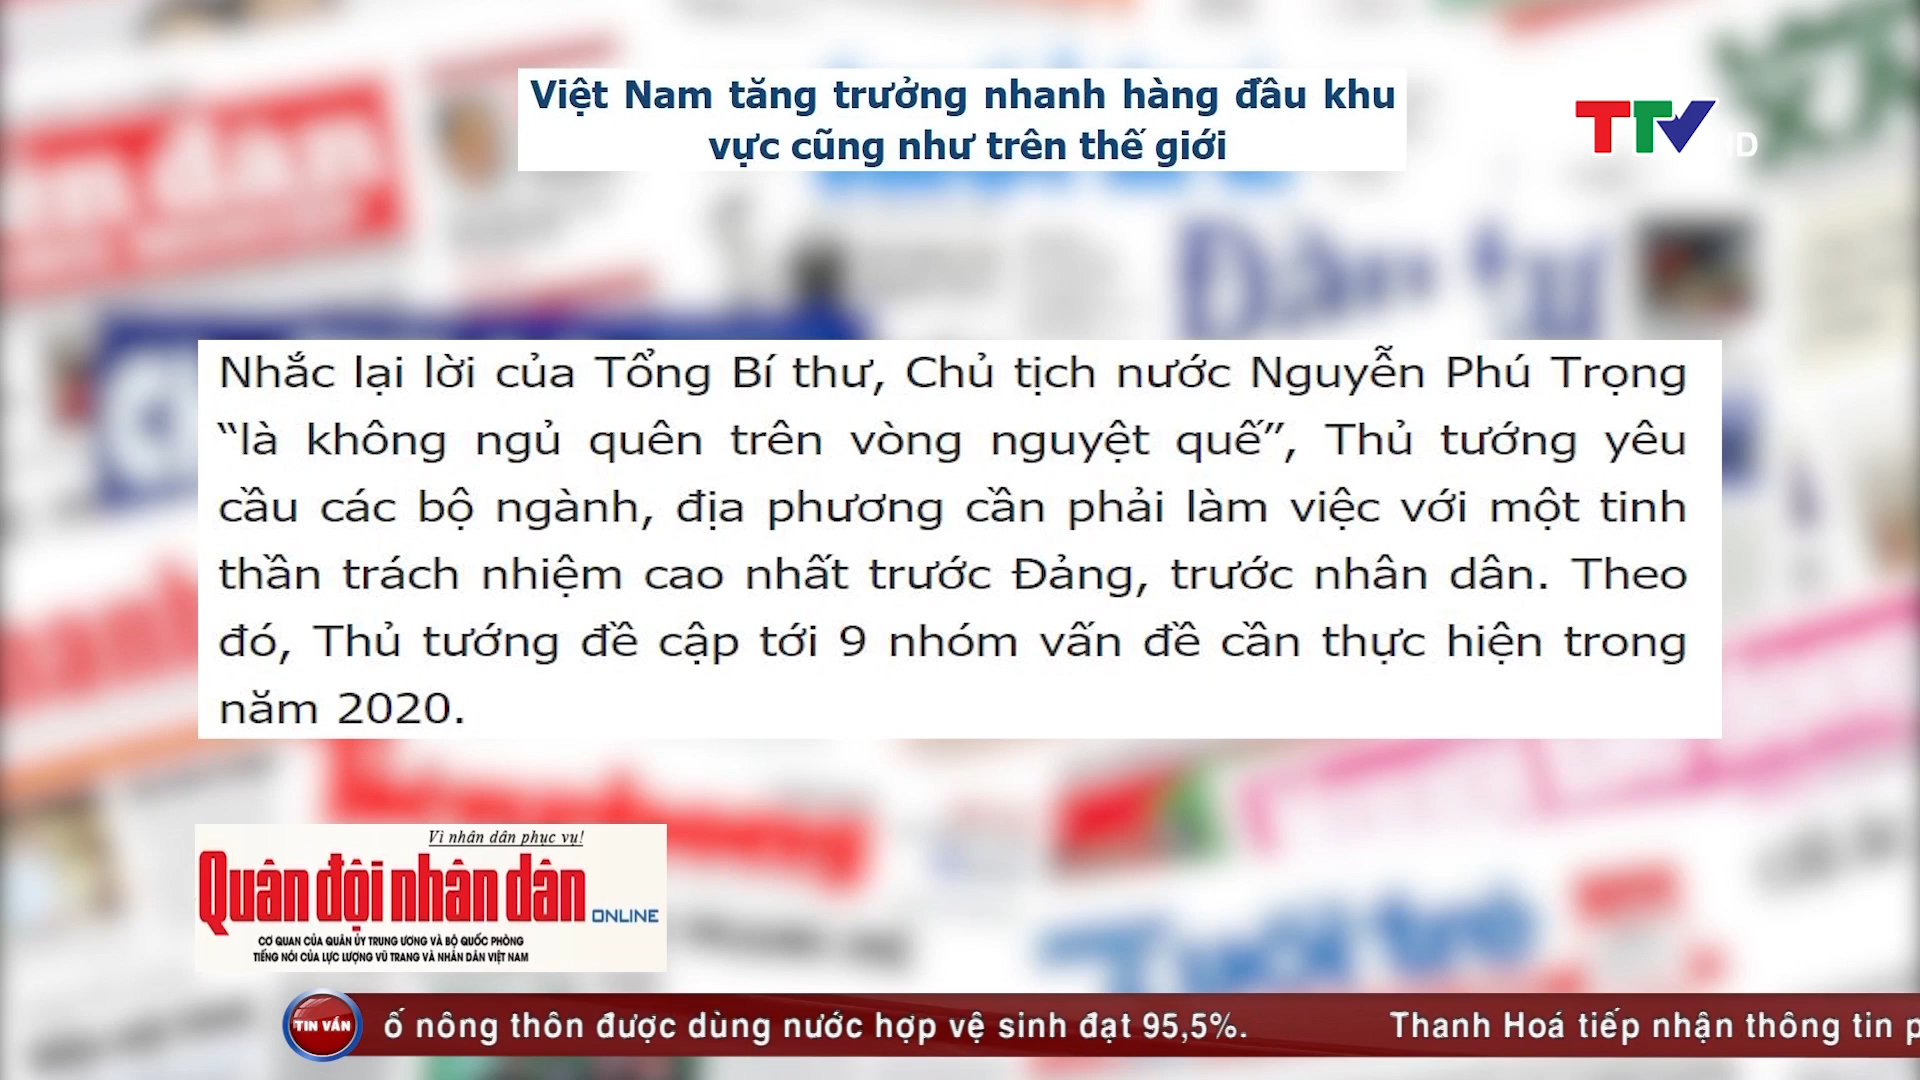 Việt Nam tăng trưởng nhanh hàng đầu khu
vực cũng như trên thế giới
TTV HD
Nhắc lại lời của Tổng Bí thư, Chủ tịch nước Nguyễn Phú Trọng
“là không ngủ quên trên vòng nguyệt quế”, Thủ tướng yêu
cầu các bộ ngành, địa phương cần phải làm việc với một tinh
thần trách nhiệm cao nhất trước Đảng, trước nhân dân. Theo
đó, Thủ tướng đề cập tới 9 nhóm vấn đề cần thực hiện trong
năm 2020.
Vì nhân dân phục vụ!
Quân đội nhân dân ONLINE
CƠ QUAN CỦA QUÂN ỦY TRUNG ƯƠNG VÀ BỘ QUỐC PHÒNG
TIẾNG NÓI CỦA LỰC LƯỢNG VŨ TRANG VÀ NHÂN DÂN VIỆT NAM
TIN VẮN ố nông thôn được dùng nước hợp vệ sinh đạt 95,5%. Thanh Hoá tiếp nhận thông tin p